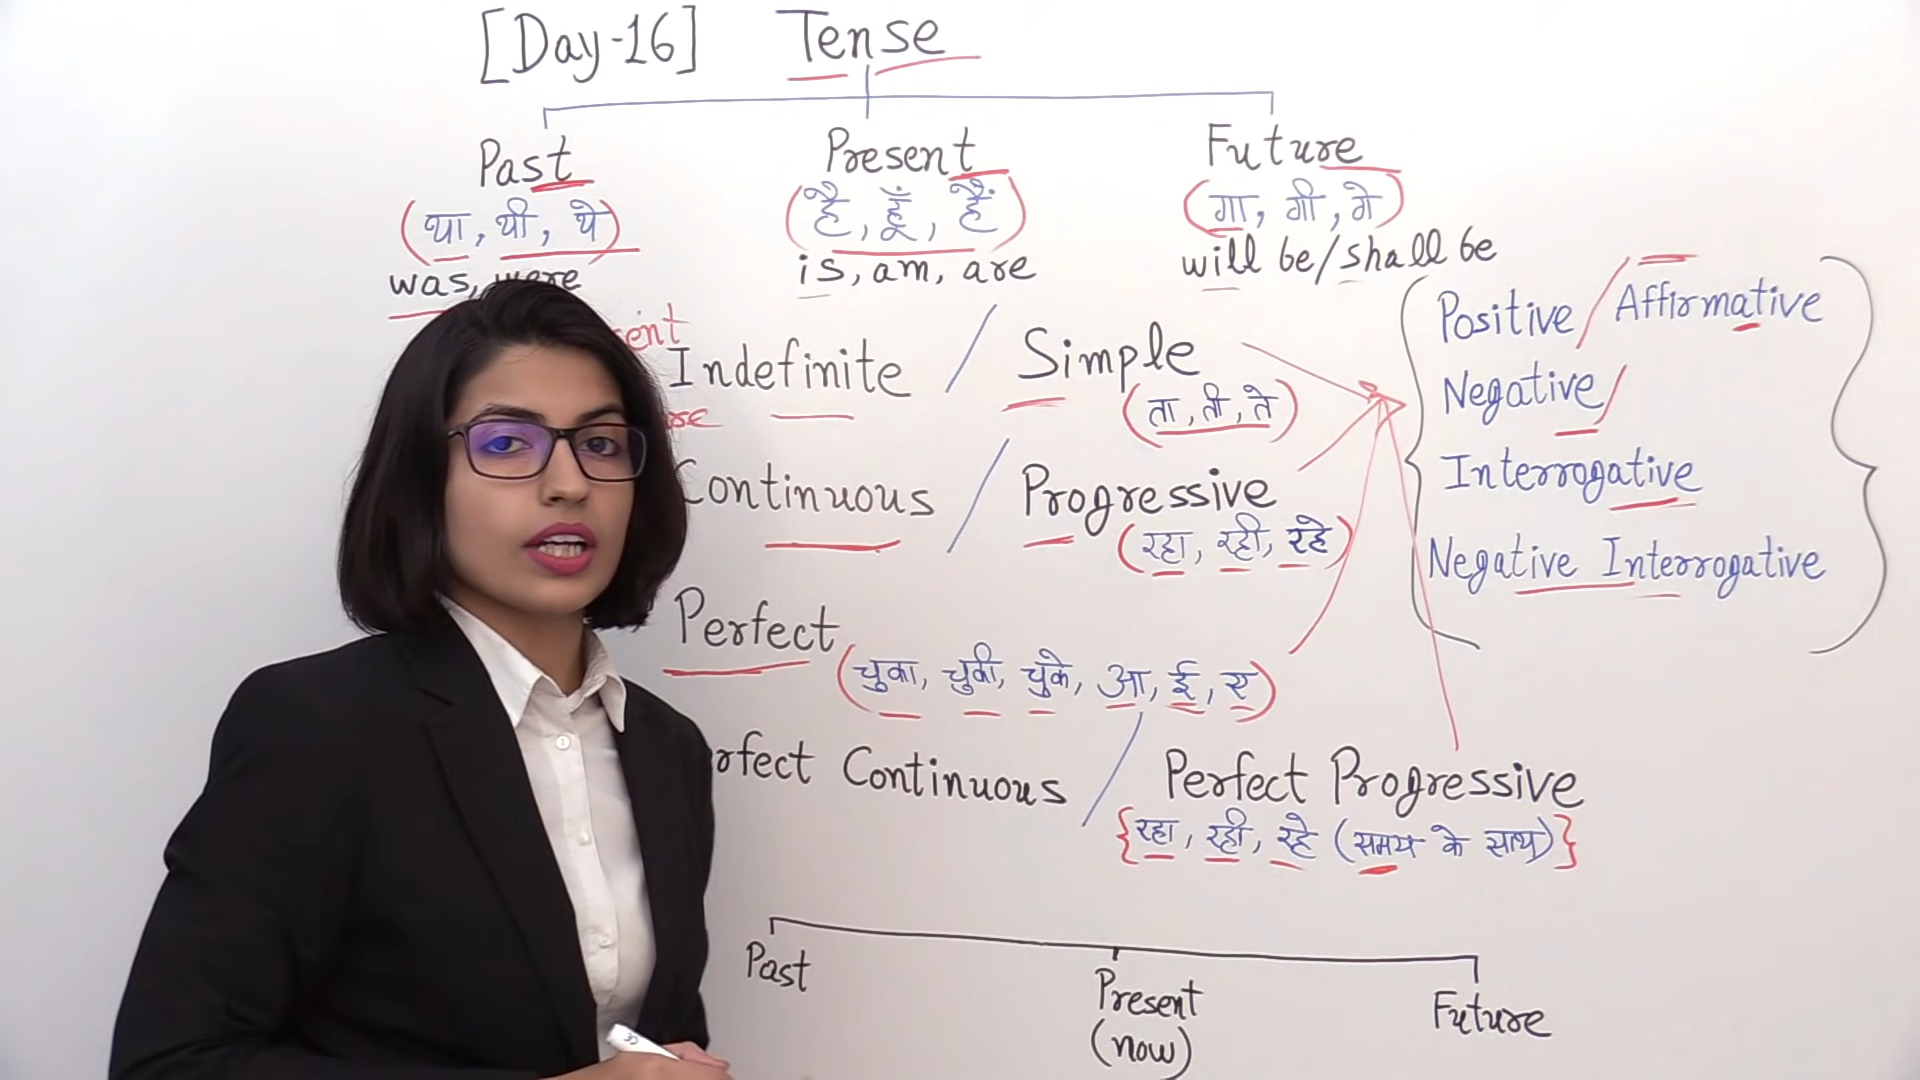 [Day-16] Tense
Past Present Future
(था, थी, थे) (है, हूँ, हैं) (गा, गी, गे)
was, were is, am, are will be/shall be
Indefinite / Simple
(ता, ती, ते)
Continuous / Progressive
(रहा, रही, रहे)
Perfect
(चुका, चुकी, चुके, आ, ई, ए)
rfect Continuous / Perfect Progressive
{रहा, रही, रहे (समय के साथ)}
Positive / Affirmative
Negative /
Interrogative
Negative Interrogative
Past Present Future
(now)